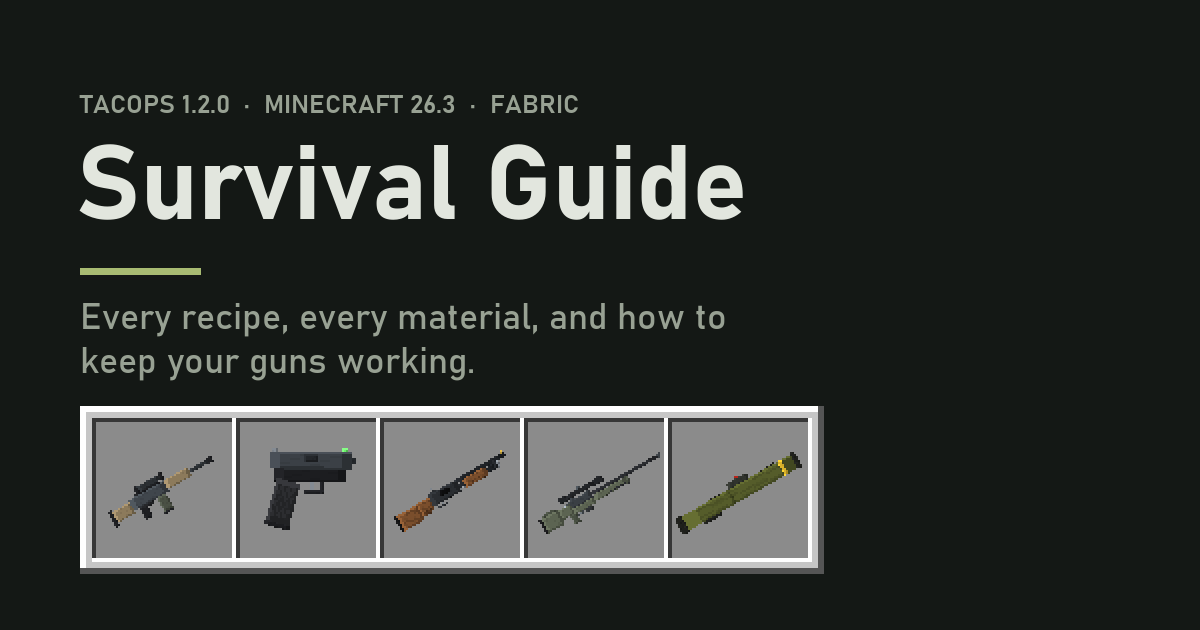 TACOPS 1.2.0 · MINECRAFT 26.3 · FABRIC
Survival Guide
Every recipe, every material, and how to
keep your guns working.